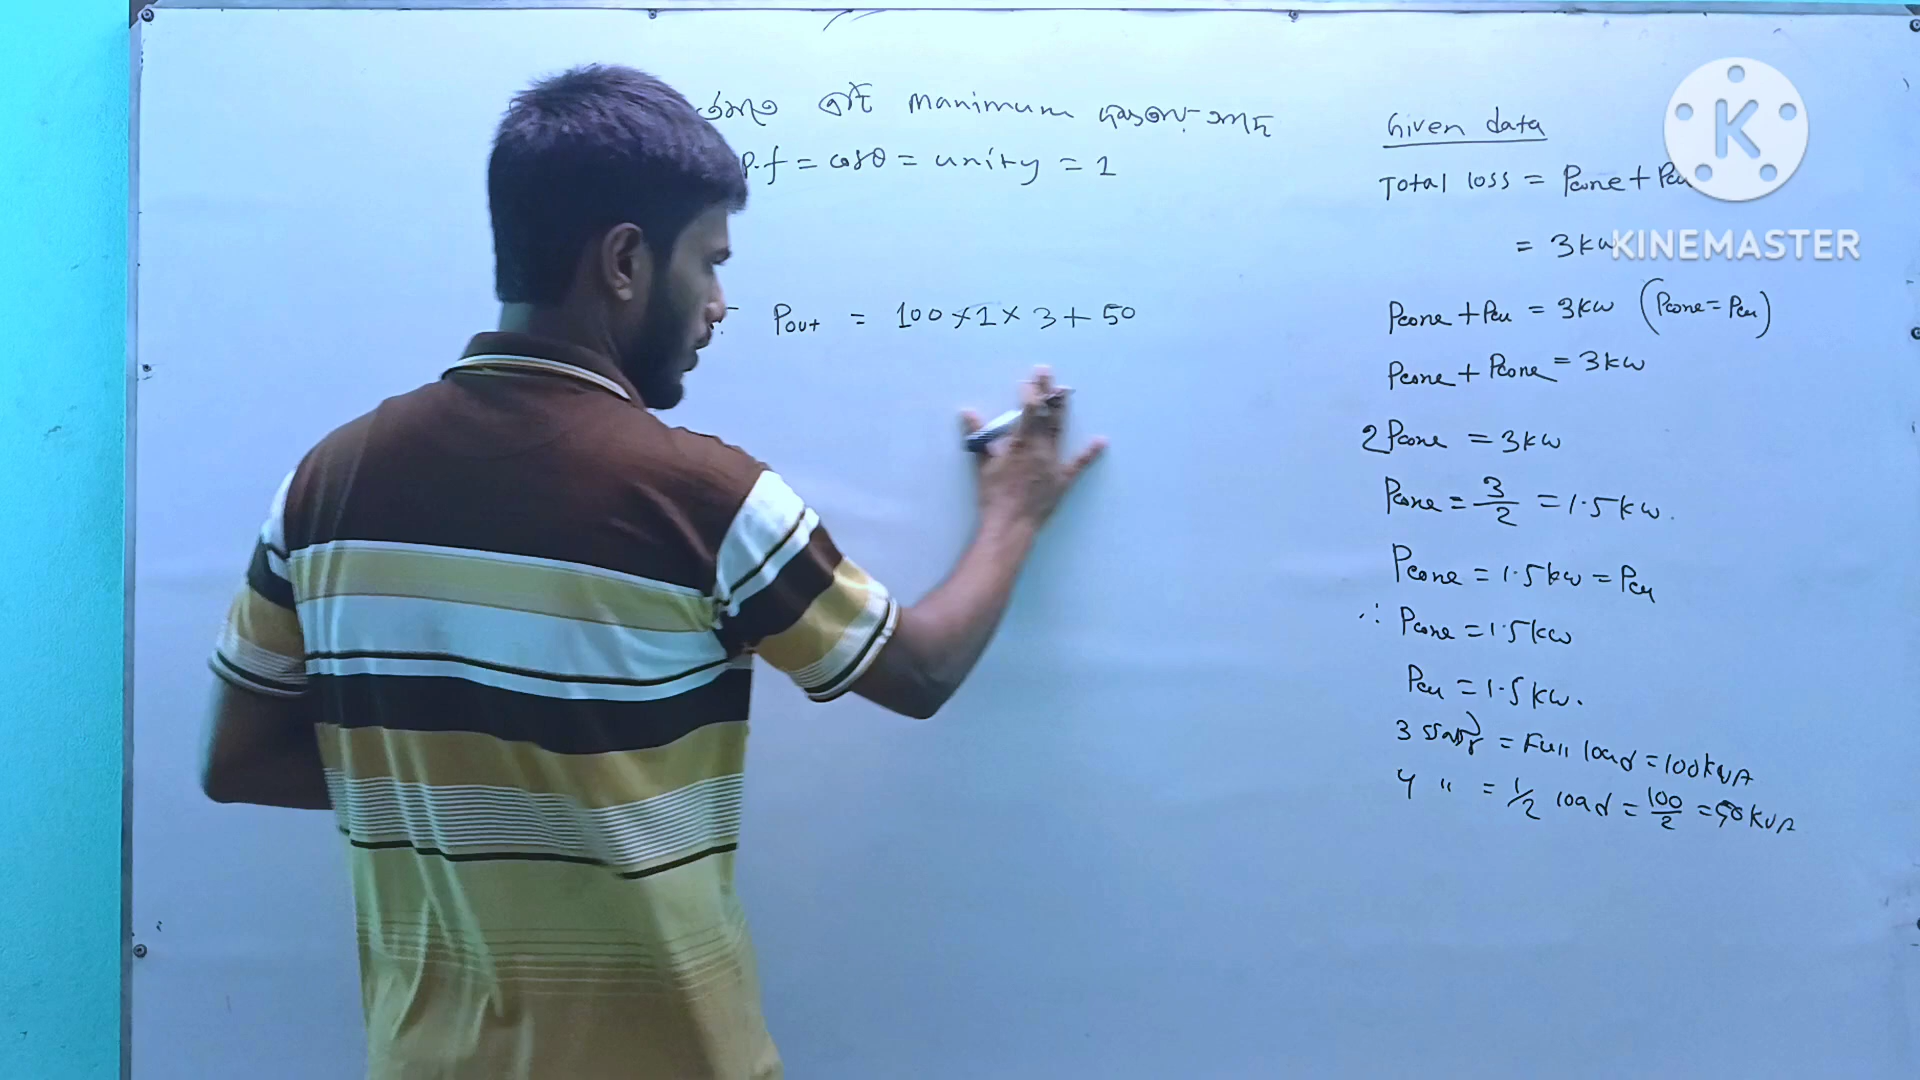 এই manimum
p.f = cosθ = unity = 1
∴ Pout = 100 × 1 × 3 + 50
Given data
Total loss = Pcore + Pcu
= 3kw
Pcore + Pcu = 3kw (Pcore = Pcu)
Pcore + Pcore = 3kw
2Pcore = 3kw
Pcore = 3/2 = 1.5kw.
Pcore = 1.5kw = Pcu
∴ Pcore = 1.5kw
Pcu = 1.5kw.
3 = Full load = 100kVA
4 " = 1/2 load = 100/2 = 50kVA
K
KINEMASTER